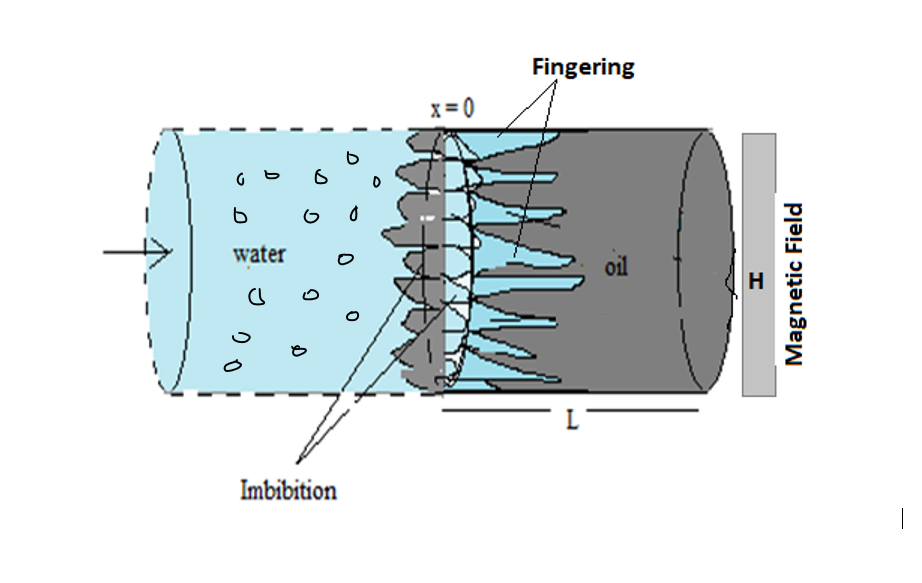 Fingering
x = 0
water
oil
H
Magnetic Field
L
Imbibition